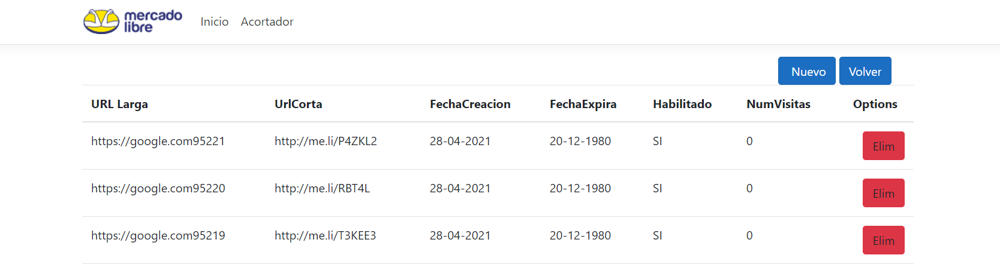 mercado
libre
Inicio Acortador
Nuevo Volver
URL Larga UrlCorta FechaCreacion FechaExpira Habilitado NumVisitas Options
https://google.com95221 http://me.li/P4ZKL2 28-04-2021 20-12-1980 SI 0 Elim
https://google.com95220 http://me.li/RBT4L 28-04-2021 20-12-1980 SI 0 Elim
https://google.com95219 http://me.li/T3KEE3 28-04-2021 20-12-1980 SI 0 Elim